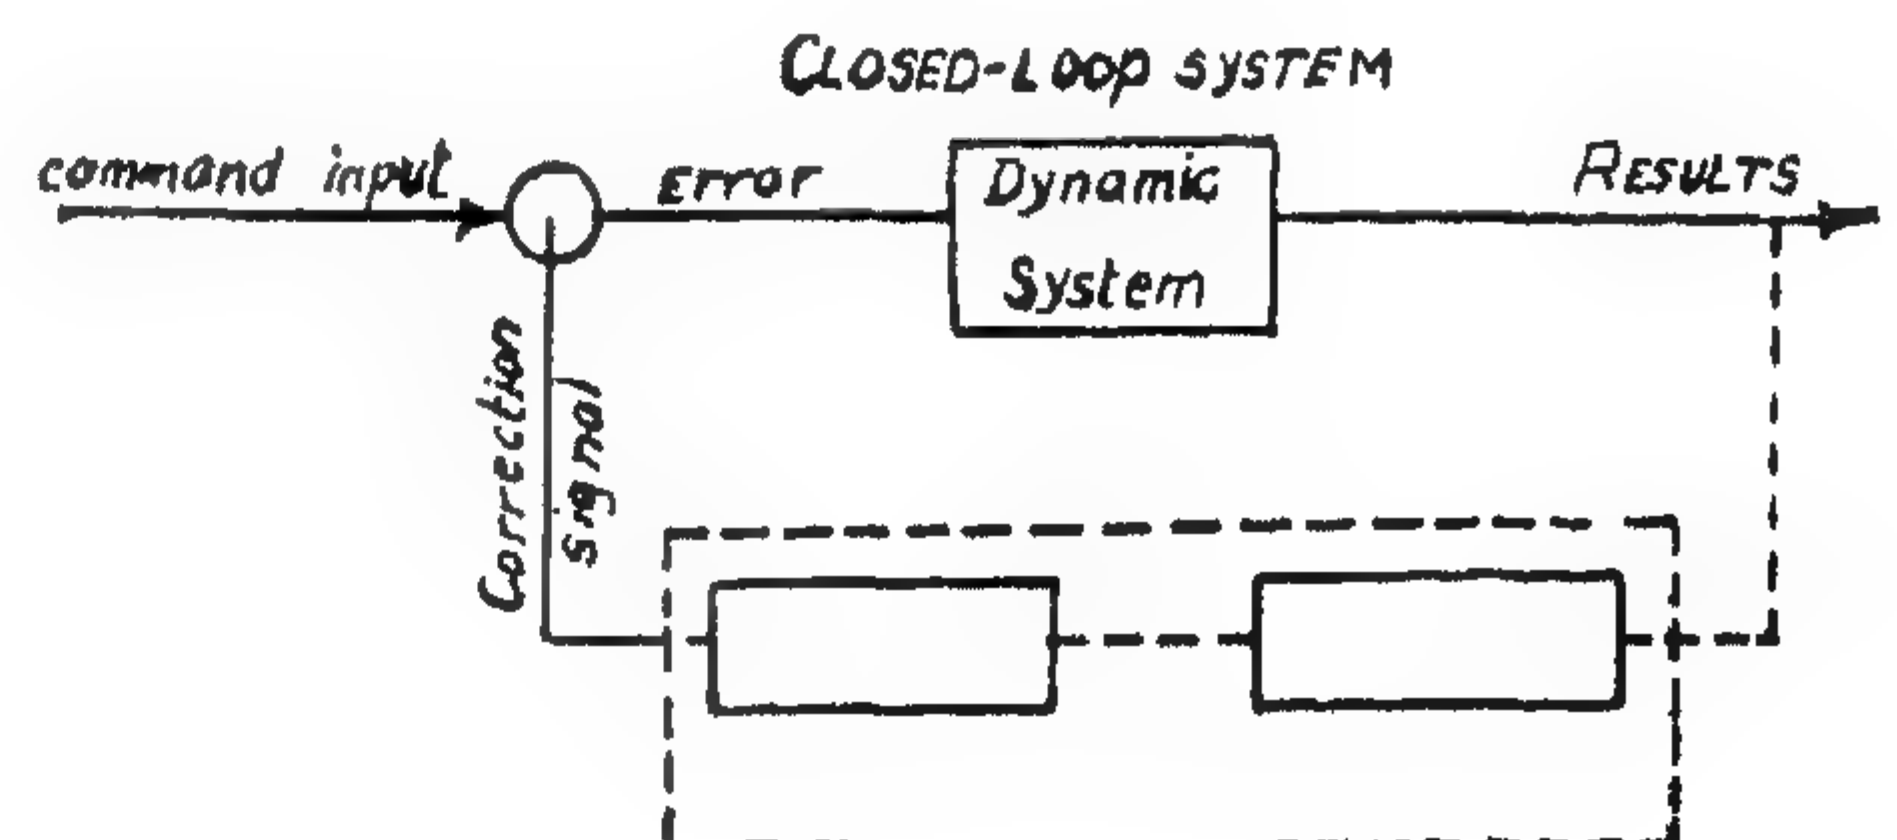 CLOSED-LOOP SYSTEM
command input
Error
Dynamic
System
RESULTS
Correction
signal